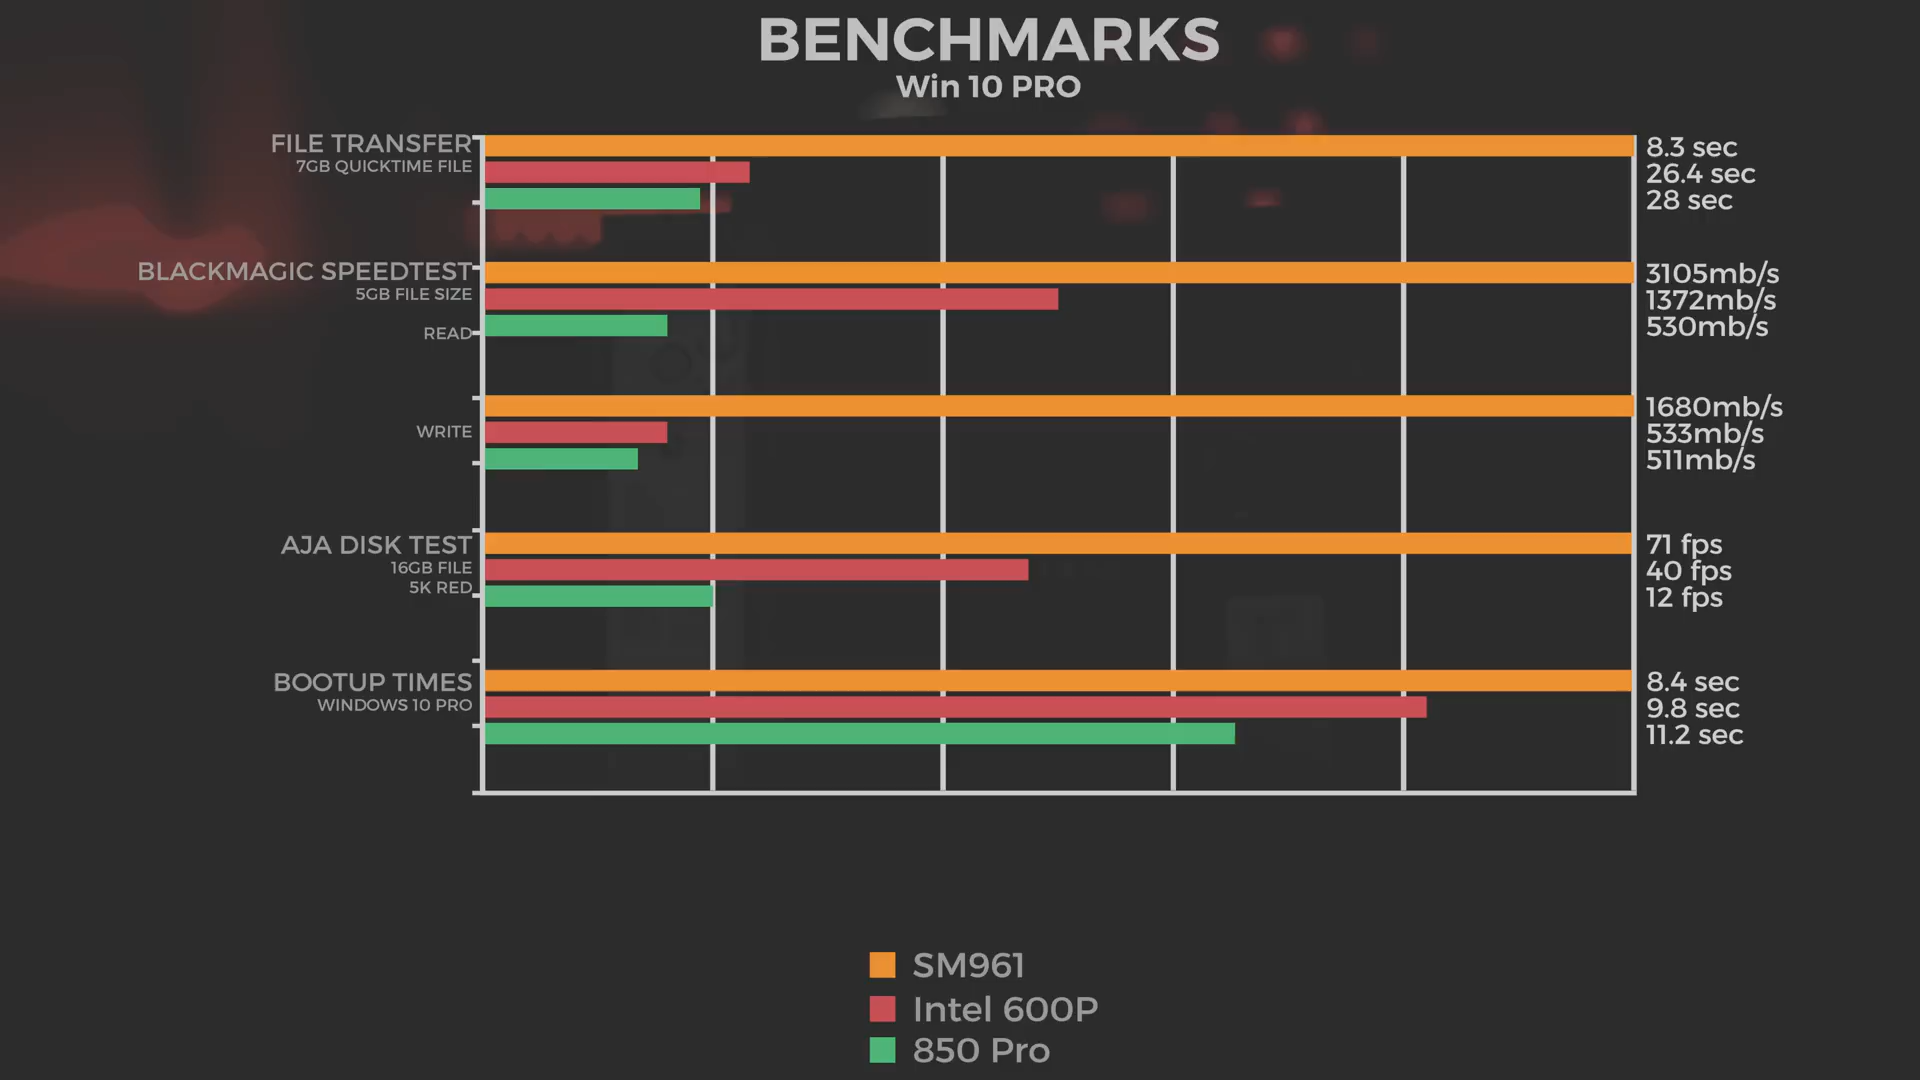 BENCHMARKS
Win 10 PRO
FILE TRANSFER
7GB QUICKTIME FILE
8.3 sec
26.4 sec
28 sec
BLACKMAGIC SPEEDTEST
5GB FILE SIZE
READ
3105mb/s
1372mb/s
530mb/s
WRITE
1680mb/s
533mb/s
511mb/s
AJA DISK TEST
16GB FILE
5K RED
71 fps
40 fps
12 fps
BOOTUP TIMES
WINDOWS 10 PRO
8.4 sec
9.8 sec
11.2 sec
SM961
Intel 600P
850 Pro